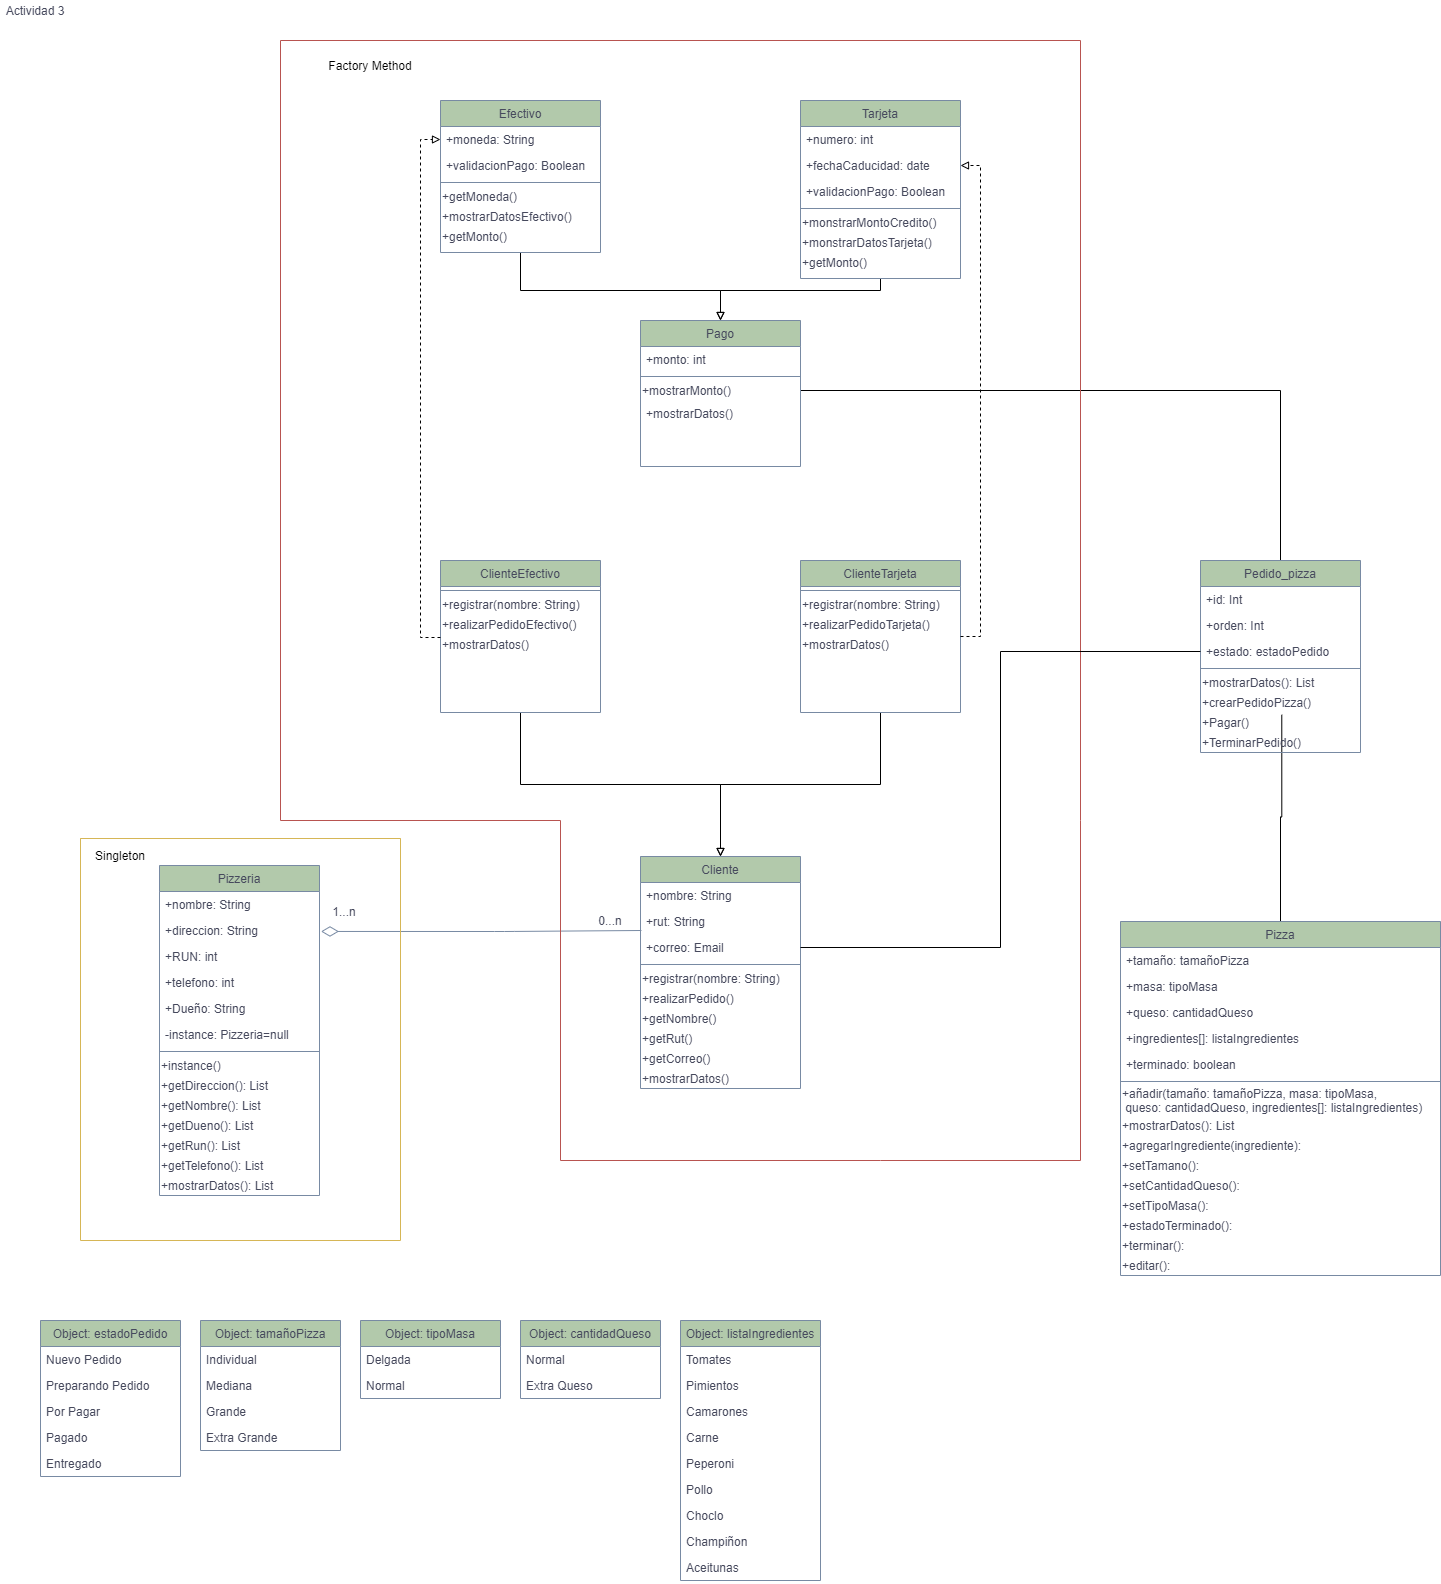 Actividad 3
Factory Method
Efectivo
+moneda: String
+validacionPago: Boolean
+getMoneda()
+mostrarDatosEfectivo()
+getMonto()
Tarjeta
+numero: int
+fechaCaducidad: date
+validacionPago: Boolean
+monstrarMontoCredito()
+monstrarDatosTarjeta()
+getMonto()
Pago
+monto: int
+mostrarMonto()
+mostrarDatos()
ClienteEfectivo
+registrar(nombre: String)
+realizarPedidoEfectivo()
+mostrarDatos()
ClienteTarjeta
+registrar(nombre: String)
+realizarPedidoTarjeta()
+mostrarDatos()
Pedido_pizza
+id: Int
+orden: Int
+estado: estadoPedido
+mostrarDatos(): List
+crearPedidoPizza()
+Pagar()
+TerminarPedido()
Singleton
Pizzeria
+nombre: String
+direccion: String
+RUN: int
+telefono: int
+Dueño: String
-instance: Pizzeria=null
+instance()
+getDireccion(): List
+getNombre(): List
+getDueno(): List
+getRun(): List
+getTelefono(): List
+mostrarDatos(): List
1...n
0...n
Cliente
+nombre: String
+rut: String
+correo: Email
+registrar(nombre: String)
+realizarPedido()
+getNombre()
+getRut()
+getCorreo()
+mostrarDatos()
Pizza
+tamaño: tamañoPizza
+masa: tipoMasa
+queso: cantidadQueso
+ingredientes[]: listaIngredientes
+terminado: boolean
+añadir(tamaño: tamañoPizza, masa: tipoMasa,
queso: cantidadQueso, ingredientes[]: listaIngredientes)
+mostrarDatos(): List
+agregarIngrediente(ingrediente):
+setTamano():
+setCantidadQueso():
+setTipoMasa():
+estadoTerminado():
+terminar():
+editar():
Object: estadoPedido
Nuevo Pedido
Preparando Pedido
Por Pagar
Pagado
Entregado
Object: tamañoPizza
Individual
Mediana
Grande
Extra Grande
Object: tipoMasa
Delgada
Normal
Object: cantidadQueso
Normal
Extra Queso
Object: listaIngredientes
Tomates
Pimientos
Camarones
Carne
Peperoni
Pollo
Choclo
Champiñon
Aceitunas